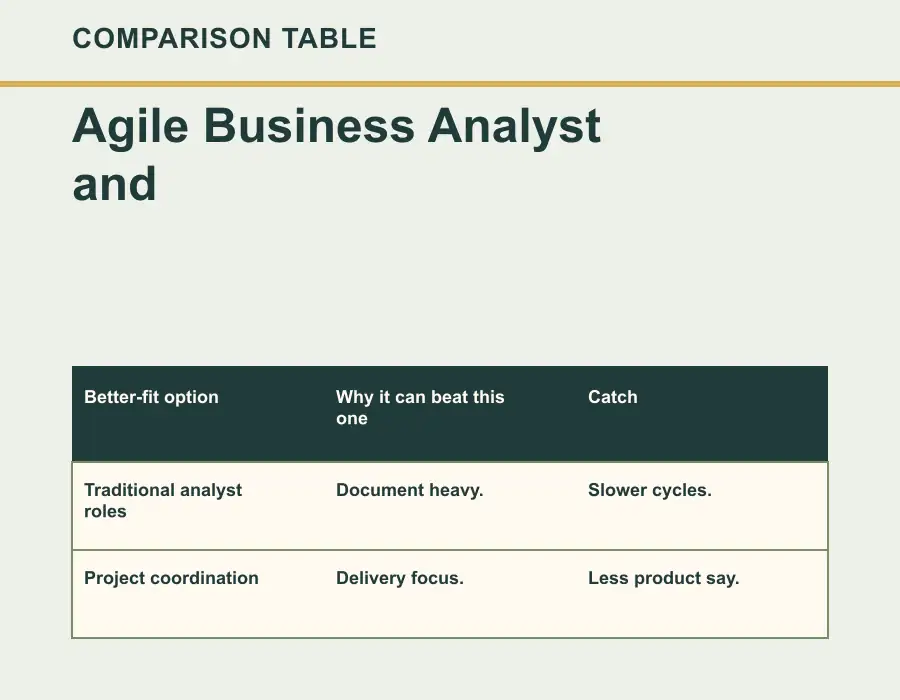 COMPARISON TABLE
Agile Business Analyst
and
Better-fit option
Why it can beat this
one
Catch
Traditional analyst
roles
Document heavy.
Slower cycles.
Project coordination
Delivery focus.
Less product say.